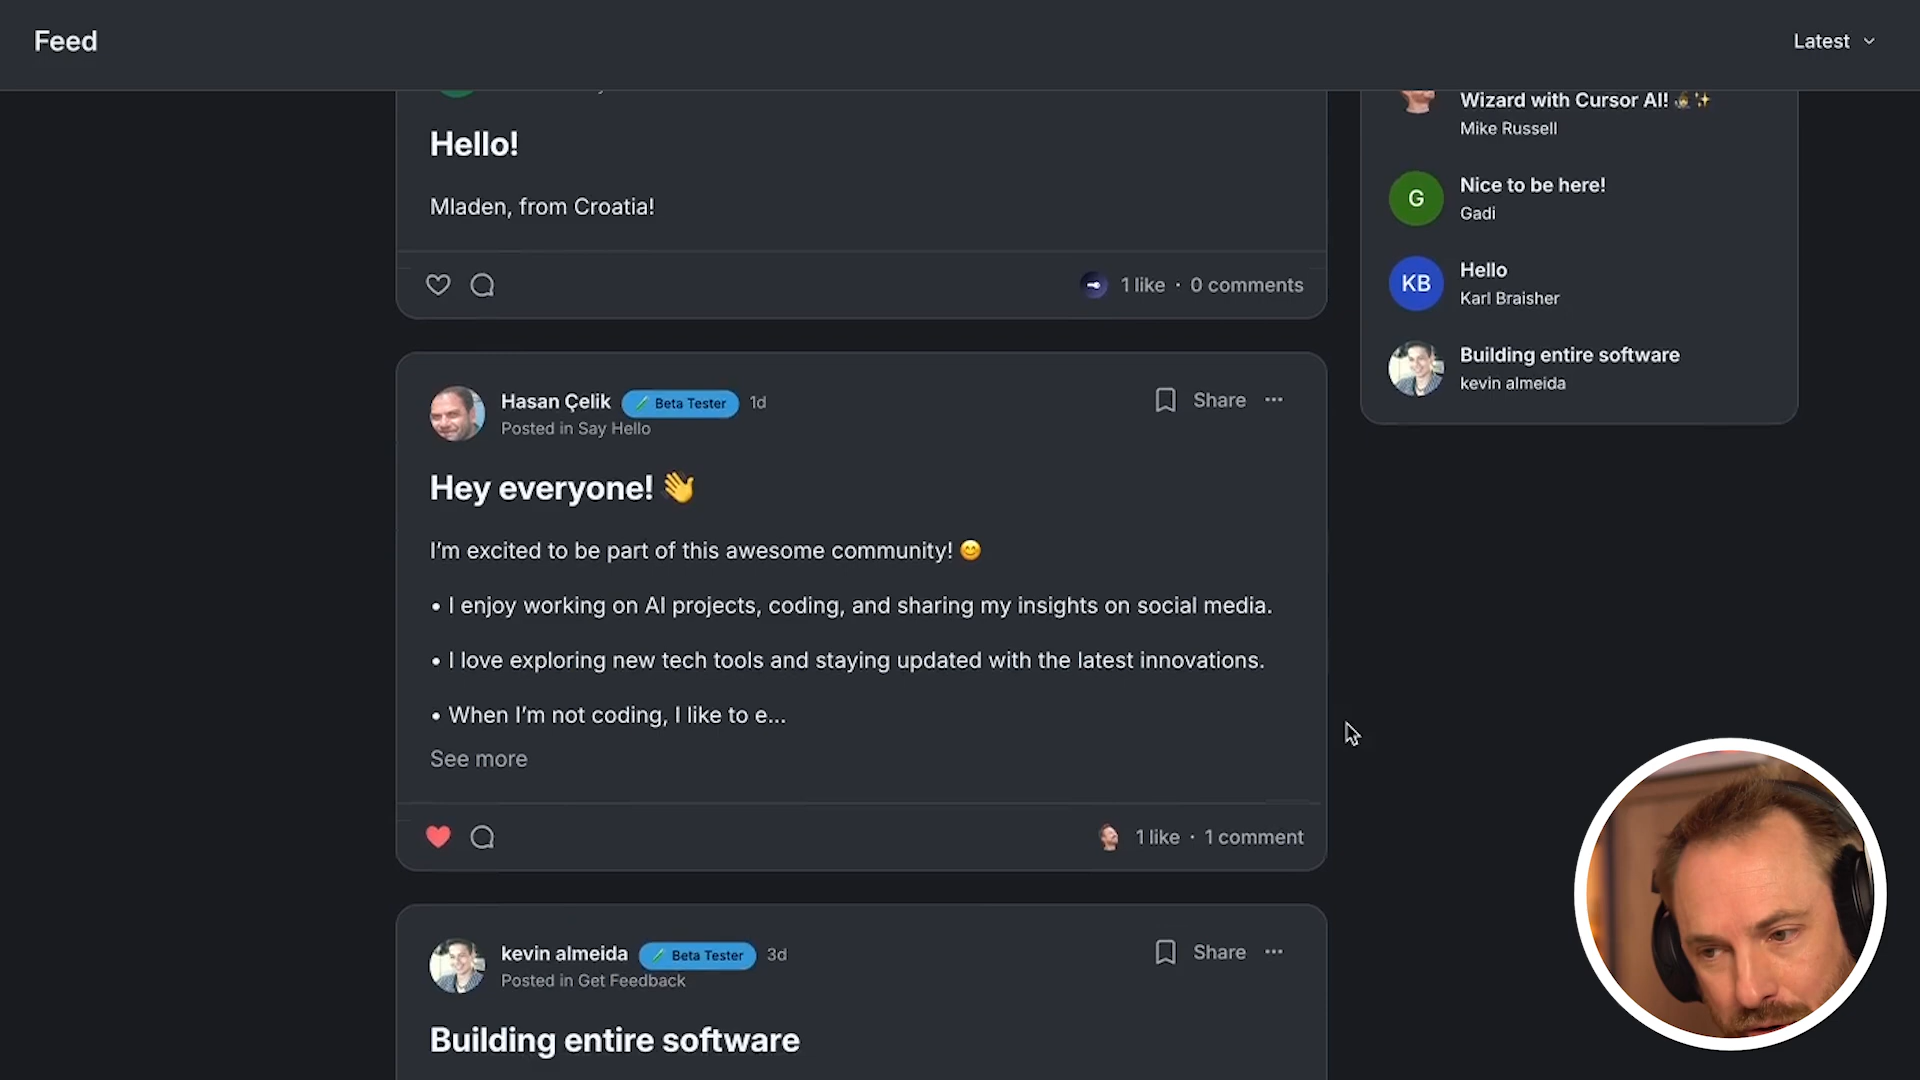 Feed
Latest
Hello!
Mladen, from Croatia!
1 like · 0 comments
Hasan Çelik Beta Tester 1d
Posted in Say Hello
Share ···
Hey everyone! 👋
I’m excited to be part of this awesome community! 😊
• I enjoy working on AI projects, coding, and sharing my insights on social media.
• I love exploring new tech tools and staying updated with the latest innovations.
• When I’m not coding, I like to e...
See more
1 like · 1 comment
kevin almeida Beta Tester 3d
Posted in Get Feedback
Share ···
Building entire software
Wizard with Cursor AI! 🧙✨
Mike Russell
G
Nice to be here!
Gadi
KB
Hello
Karl Braisher
Building entire software
kevin almeida